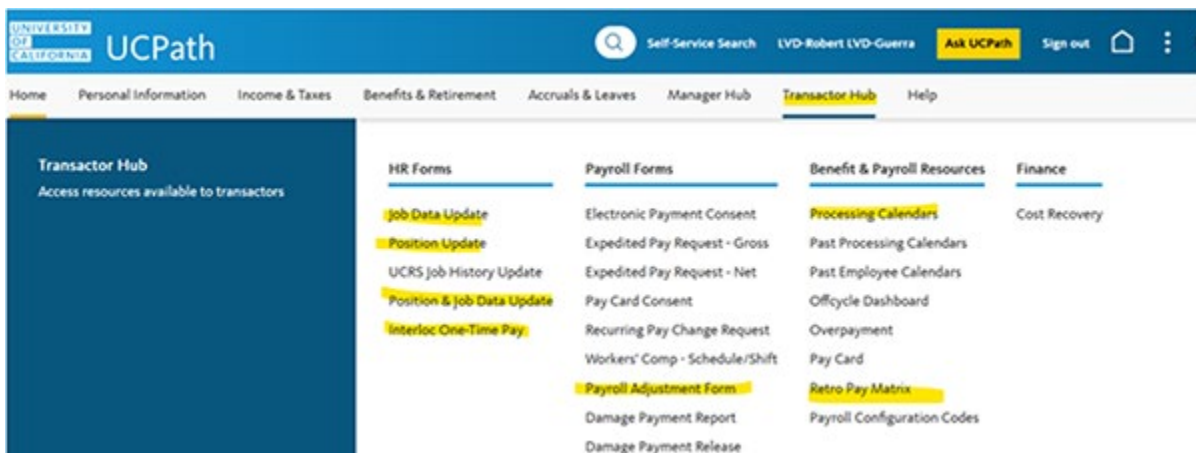 UNIVERSITY
OF
CALIFORNIA
UCPath
Self-Service Search LVD-Robert LVD-Guerra Ask UCPath Sign out
Home Personal Information Income & Taxes Benefits & Retirement Accruals & Leaves Manager Hub Transactor Hub Help
Transactor Hub
Access resources available to transactors
HR Forms
Job Data Update
Position Update
UCRS Job History Update
Position & Job Data Update
Interloc One-Time Pay
Payroll Forms
Electronic Payment Consent
Expedited Pay Request - Gross
Expedited Pay Request - Net
Pay Card Consent
Recurring Pay Change Request
Workers' Comp - Schedule/Shift
Payroll Adjustment Form
Damage Payment Report
Damage Payment Release
Benefit & Payroll Resources
Processing Calendars
Past Processing Calendars
Past Employee Calendars
Offcycle Dashboard
Overpayment
Pay Card
Retro Pay Matrix
Payroll Configuration Codes
Finance
Cost Recovery